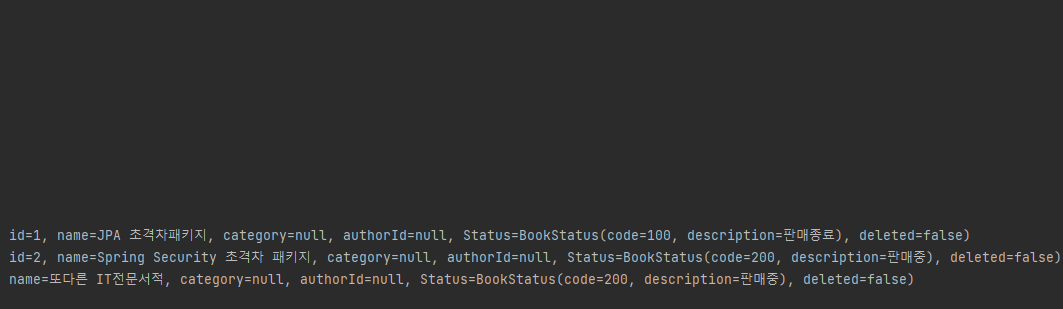 id=1, name=JPA 초격차패키지, category=null, authorId=null, Status=BookStatus(code=100, description=판매종료), deleted=false)
id=2, name=Spring Security 초격차 패키지, category=null, authorId=null, Status=BookStatus(code=200, description=판매중), deleted=false)
name=또다른 IT전문서적, category=null, authorId=null, Status=BookStatus(code=200, description=판매중), deleted=false)